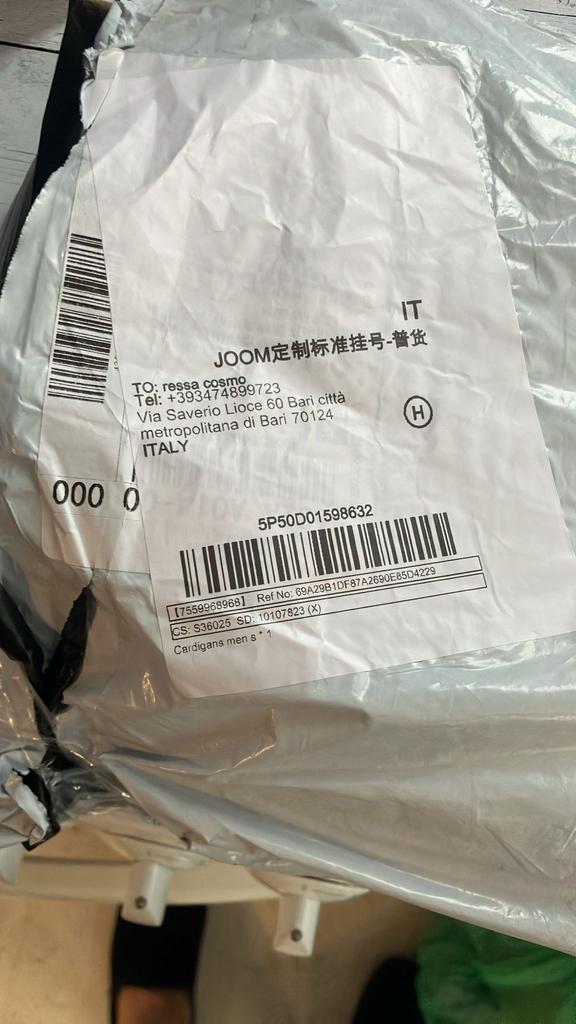 IT
JOOM定制标准挂号-普货
TO: ressa cosmo
Tel: +393474899723
Via Saverio Lioce 60 Bari città
metropolitana di Bari 70124
ITALY
H
000 0
5P50D01598632
【7559968968】 Ref No: 69A29B1DF87A2690E85D4229
CS: S36025 SD: 10107823 (X)
Cardigans men s * 1